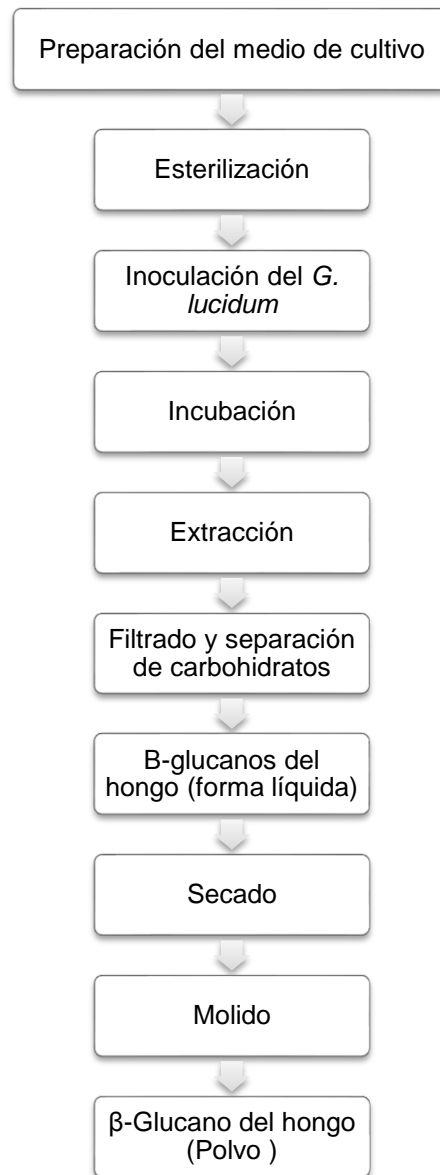 Preparación del medio de cultivo
Esterilización
Inoculación del G.
lucidum
Incubación
Extracción
Filtrado y separación
de carbohidratos
B-glucanos del
hongo (forma líquida)
Secado
Molido
β-Glucano del hongo
(Polvo )